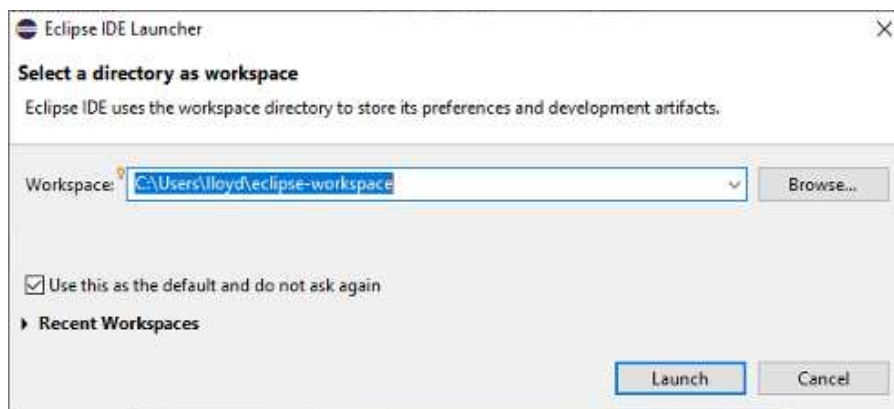 Eclipse IDE Launcher
Select a directory as workspace
Eclipse IDE uses the workspace directory to store its preferences and development artifacts.
Workspace: C:\Users\lloyd\eclipse-workspace Browse...
Use this as the default and do not ask again
Recent Workspaces
Launch Cancel